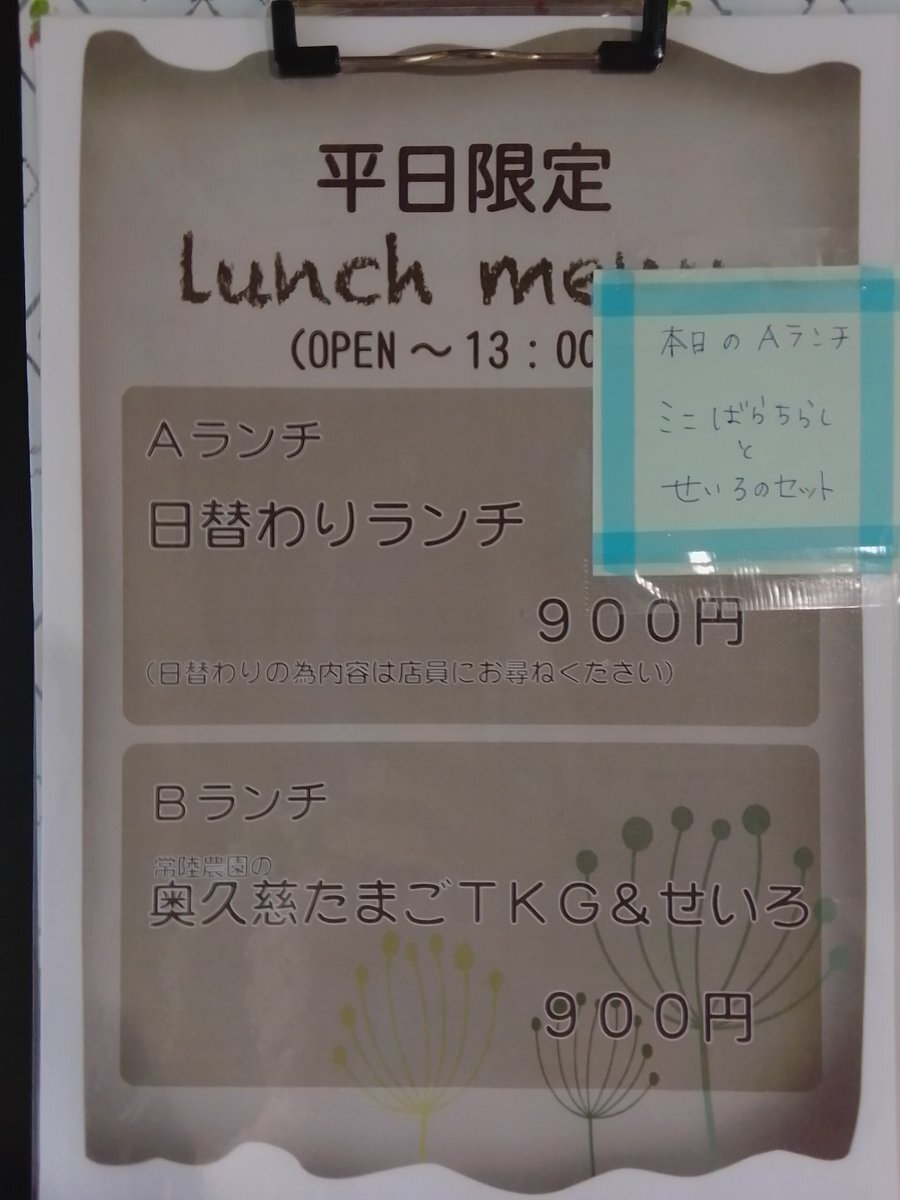 平日限定
Lunch menu
(OPEN ～ 13：00
Aランチ
日替わりランチ
900円
(日替わりの為内容は店員にお尋ねください)
本日のAランチ
ミニばらちらし
と
せいろのセット
Bランチ
常陸農園の
奥久慈たまごTKG＆せいろ
900円